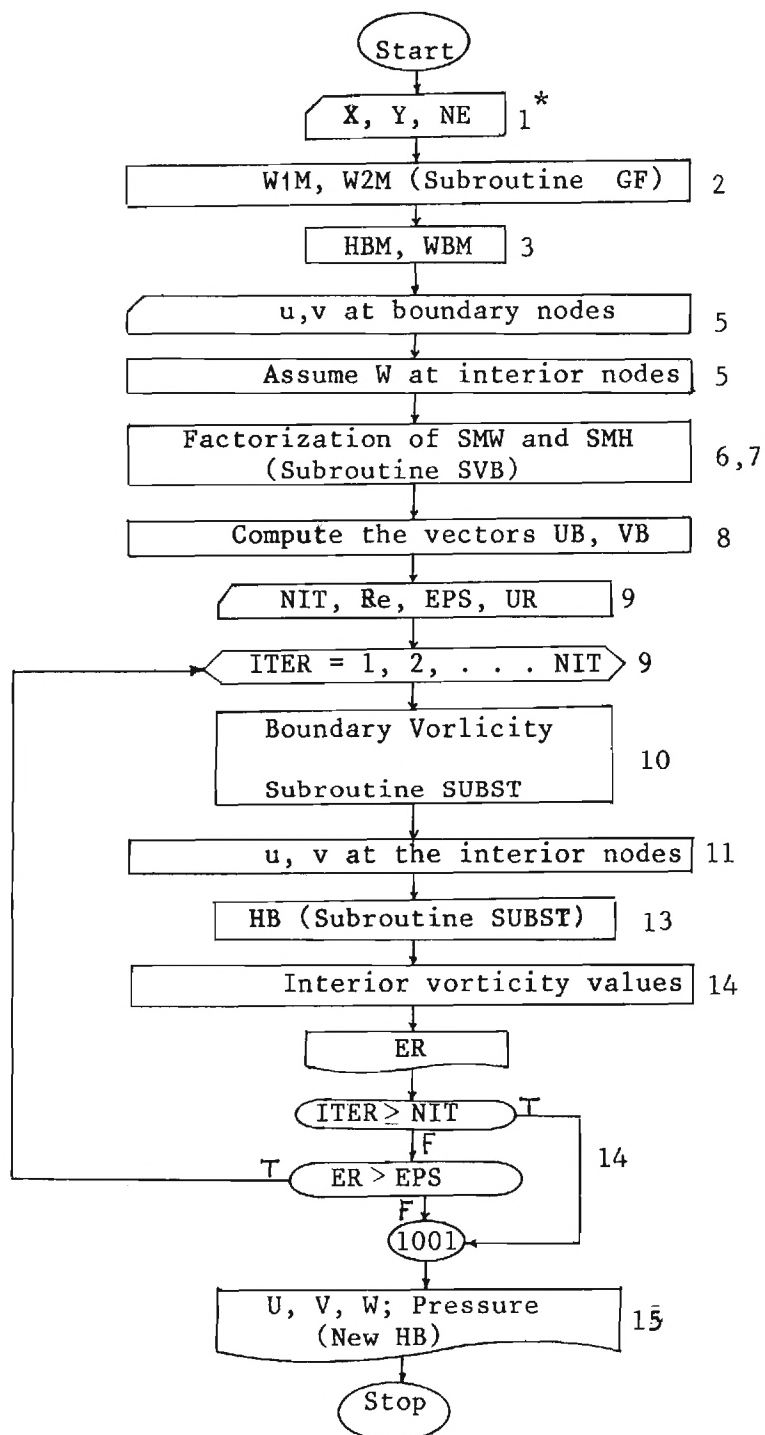 Start
X, Y, NE 1*
W1M, W2M (Subroutine GF) 2
HBM, WBM 3
u,v at boundary nodes 5
Assume W at interior nodes 5
Factorization of SMW and SMH
(Subroutine SVB) 6,7
Compute the vectors UB, VB 8
NIT, Re, EPS, UR 9
ITER = 1, 2, . . . NIT 9
Boundary Vorlicity
10
Subroutine SUBST
u, v at the interior nodes 11
HB (Subroutine SUBST) 13
Interior vorticity values 14
ER
ITER ≥ NIT T
F
14
T ER > EPS
F
1001
U, V, W; Pressure
(New HB) 15
Stop